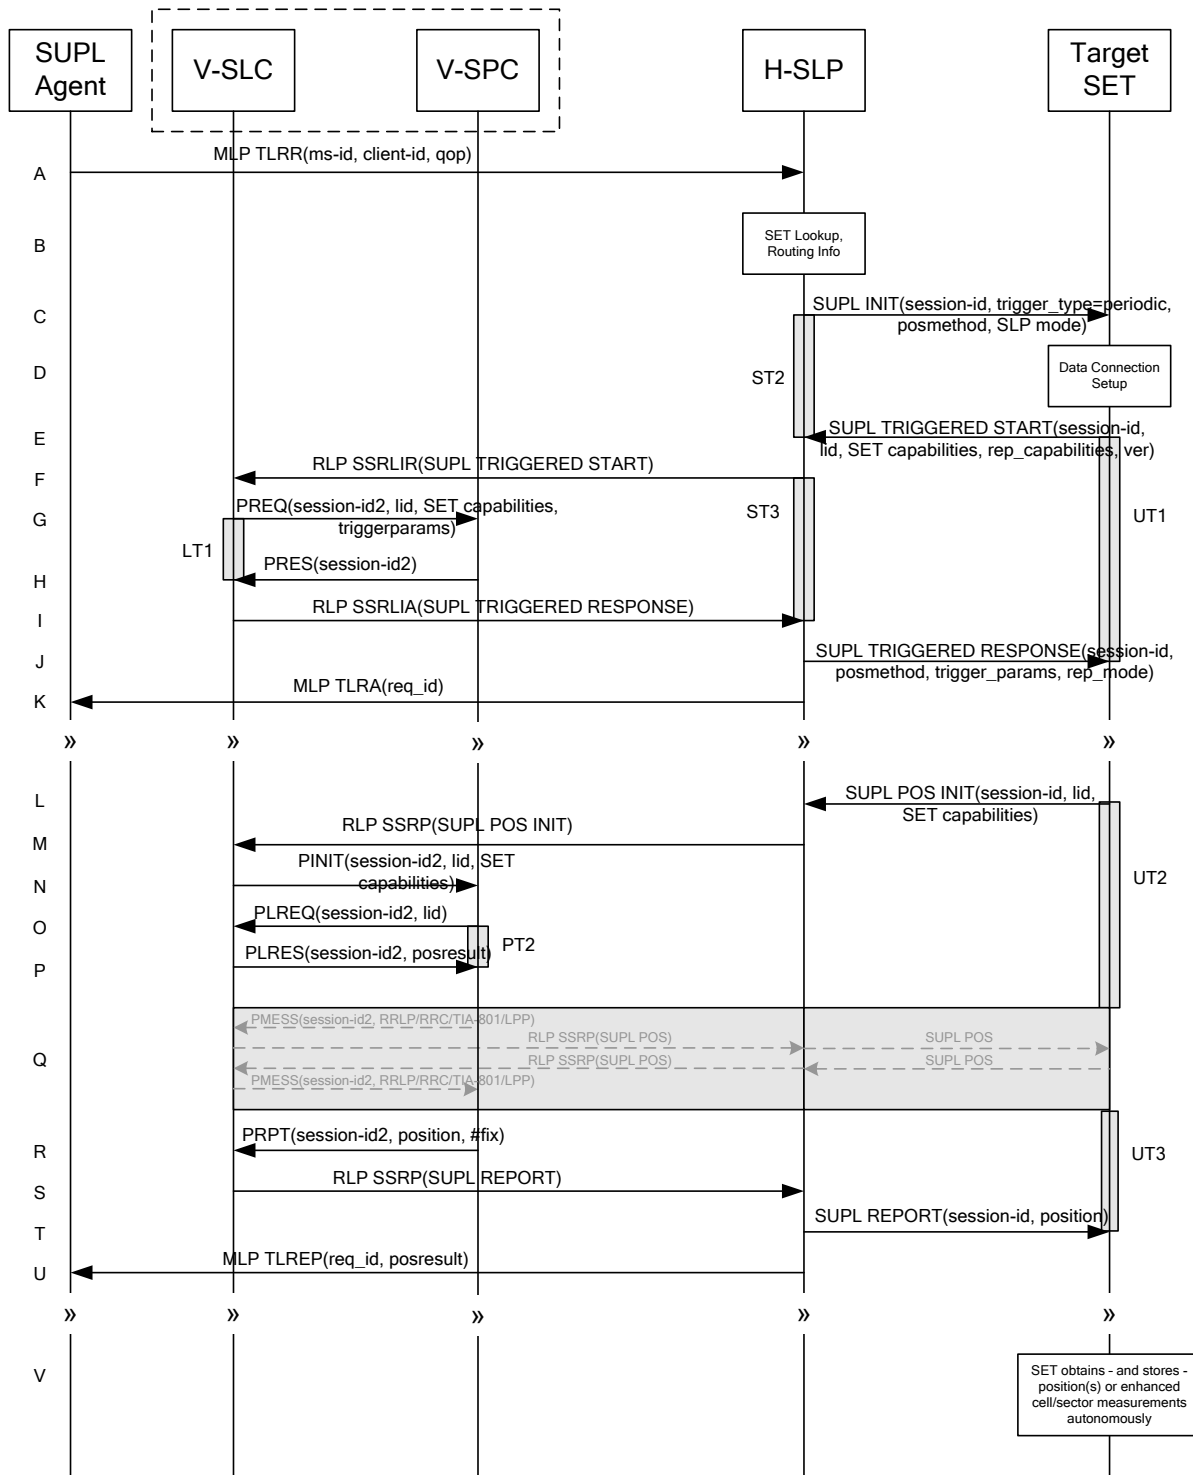 SUPL
Agent
V-SLC
V-SPC
H-SLP
Target
SET
A
MLP TLRR(ms-id, client-id, qop)
B
SET Lookup,
Routing Info
C
SUPL INIT(session-id, trigger_type=periodic,
posmethod, SLP mode)
D
ST2
Data Connection
Setup
E
SUPL TRIGGERED START(session-id,
lid, SET capabilities, rep_capabilities, ver)
F
RLP SSRLIR(SUPL TRIGGERED START)
G
PREQ(session-id2, lid, SET capabilities,
triggerparams)
ST3
UT1
LT1
H
PRES(session-id2)
I
RLP SSRLIA(SUPL TRIGGERED RESPONSE)
J
SUPL TRIGGERED RESPONSE(session-id,
posmethod, trigger_params, rep_mode)
K
MLP TLRA(req_id)
» » » » »
L
SUPL POS INIT(session-id, lid,
SET capabilities)
M
RLP SSRP(SUPL POS INIT)
N
PINIT(session-id2, lid, SET
capabilities)
UT2
O
PLREQ(session-id2, lid)
PT2
P
PLRES(session-id2, posresult)
PMESS(session-id2, RRLP/RRC/TIA-801/LPP)
RLP SSRP(SUPL POS)
SUPL POS
Q
RLP SSRP(SUPL POS)
SUPL POS
PMESS(session-id2, RRLP/RRC/TIA-801/LPP)
R
PRPT(session-id2, position, #fix)
UT3
S
RLP SSRP(SUPL REPORT)
T
SUPL REPORT(session-id, position)
U
MLP TLREP(req_id, posresult)
» » » » »
V
SET obtains - and stores -
position(s) or enhanced
cell/sector measurements
autonomously